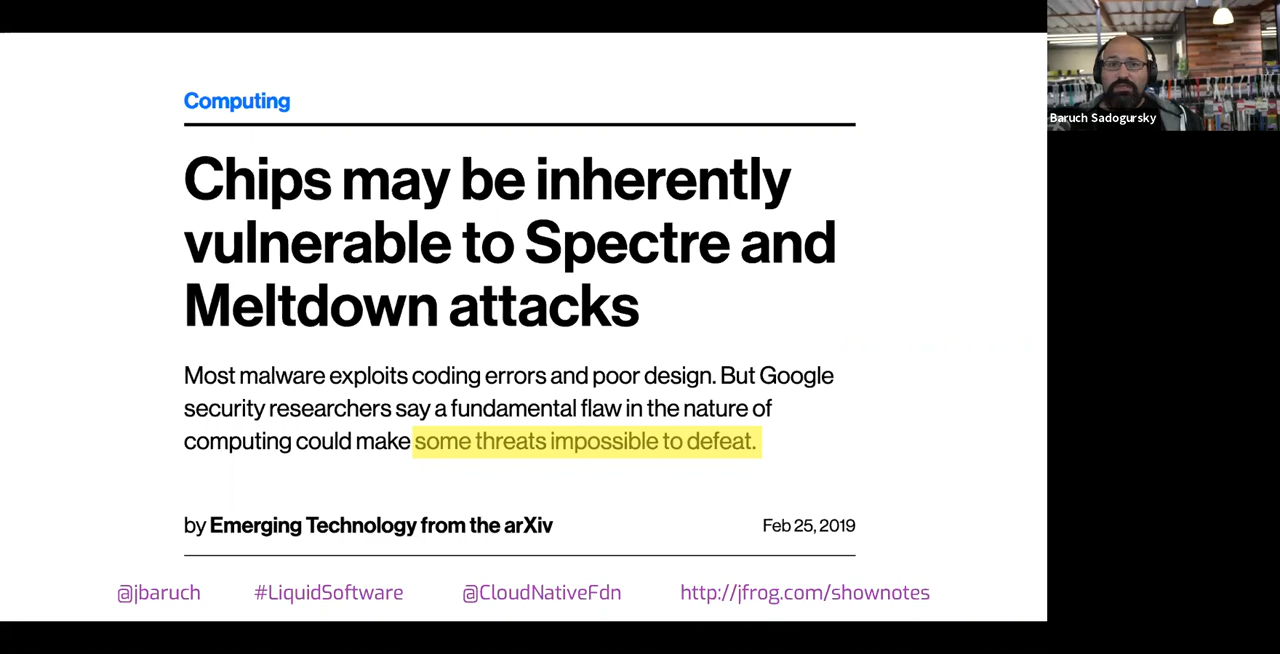 Computing
Chips may be inherently
vulnerable to Spectre and
Meltdown attacks
Most malware exploits coding errors and poor design. But Google
security researchers say a fundamental flaw in the nature of
computing could make some threats impossible to defeat.
by Emerging Technology from the arXiv Feb 25, 2019
@jbaruch #LiquidSoftware @CloudNativeFdn http://jfrog.com/shownotes
Baruch Sadogursky